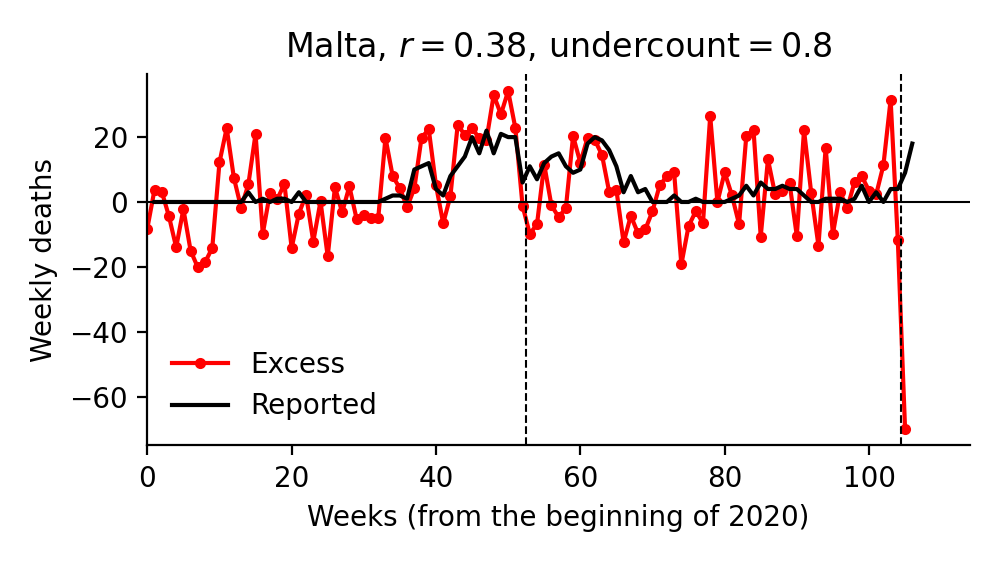 Malta, r = 0.38, undercount = 0.8
Weekly deaths
20
0
−20
−40
−60
Excess
Reported
0 20 40 60 80 100
Weeks (from the beginning of 2020)